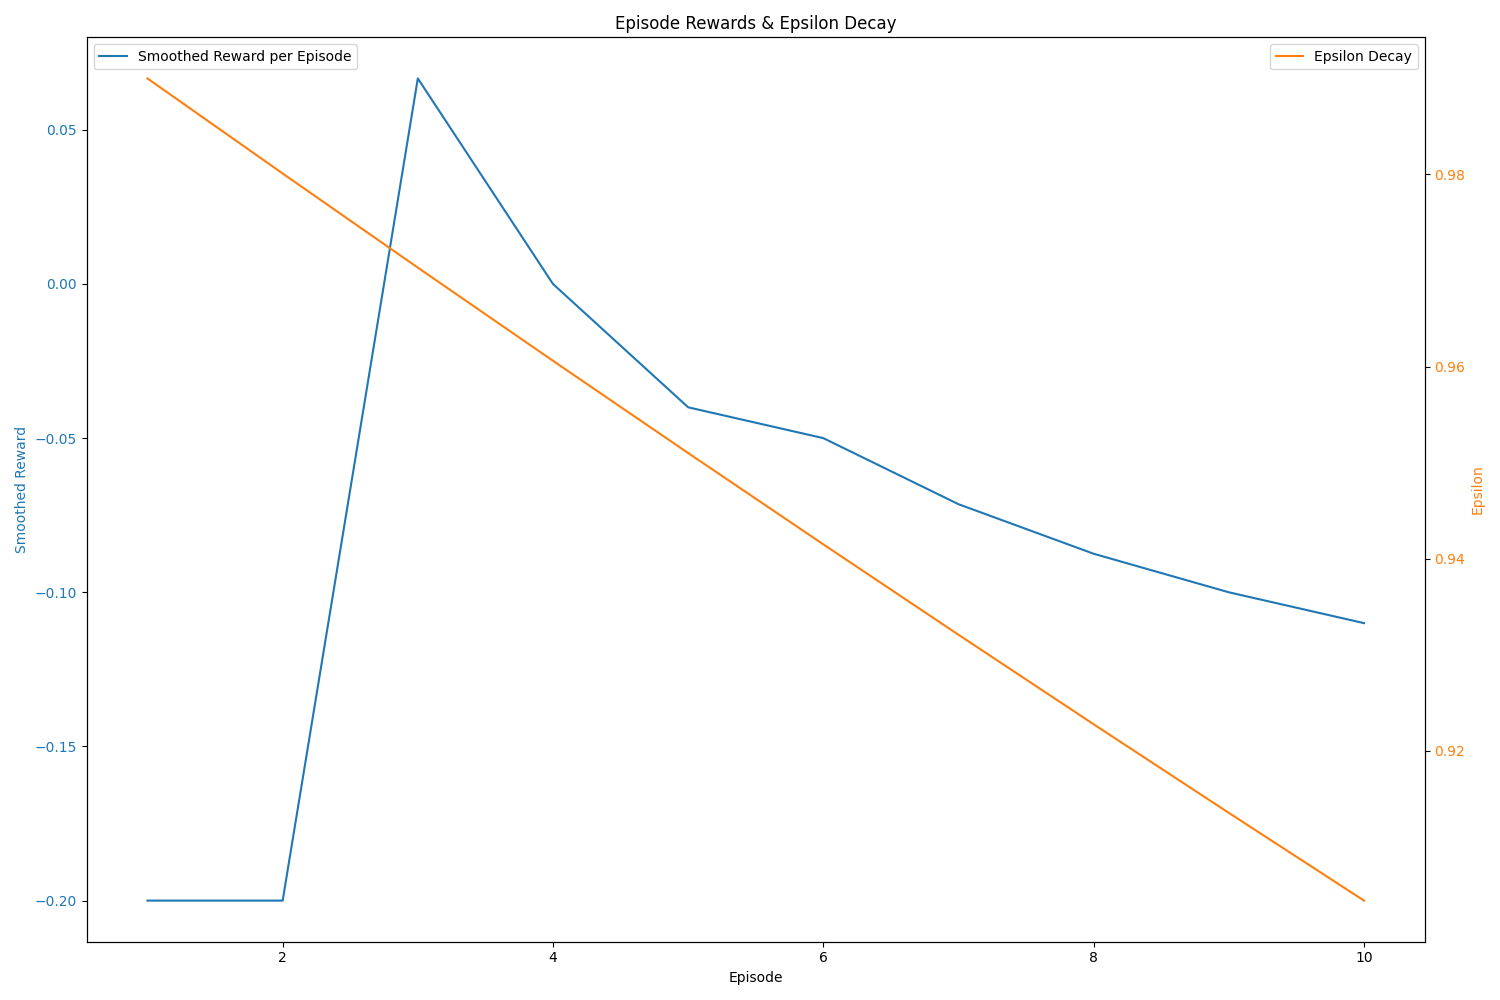 Episode Rewards & Epsilon Decay
Smoothed Reward per Episode
Epsilon Decay
0.05
0.00
−0.05
−0.10
−0.15
−0.20
Smoothed Reward
0.98
0.96
0.94
0.92
Epsilon
2
4
6
8
10
Episode